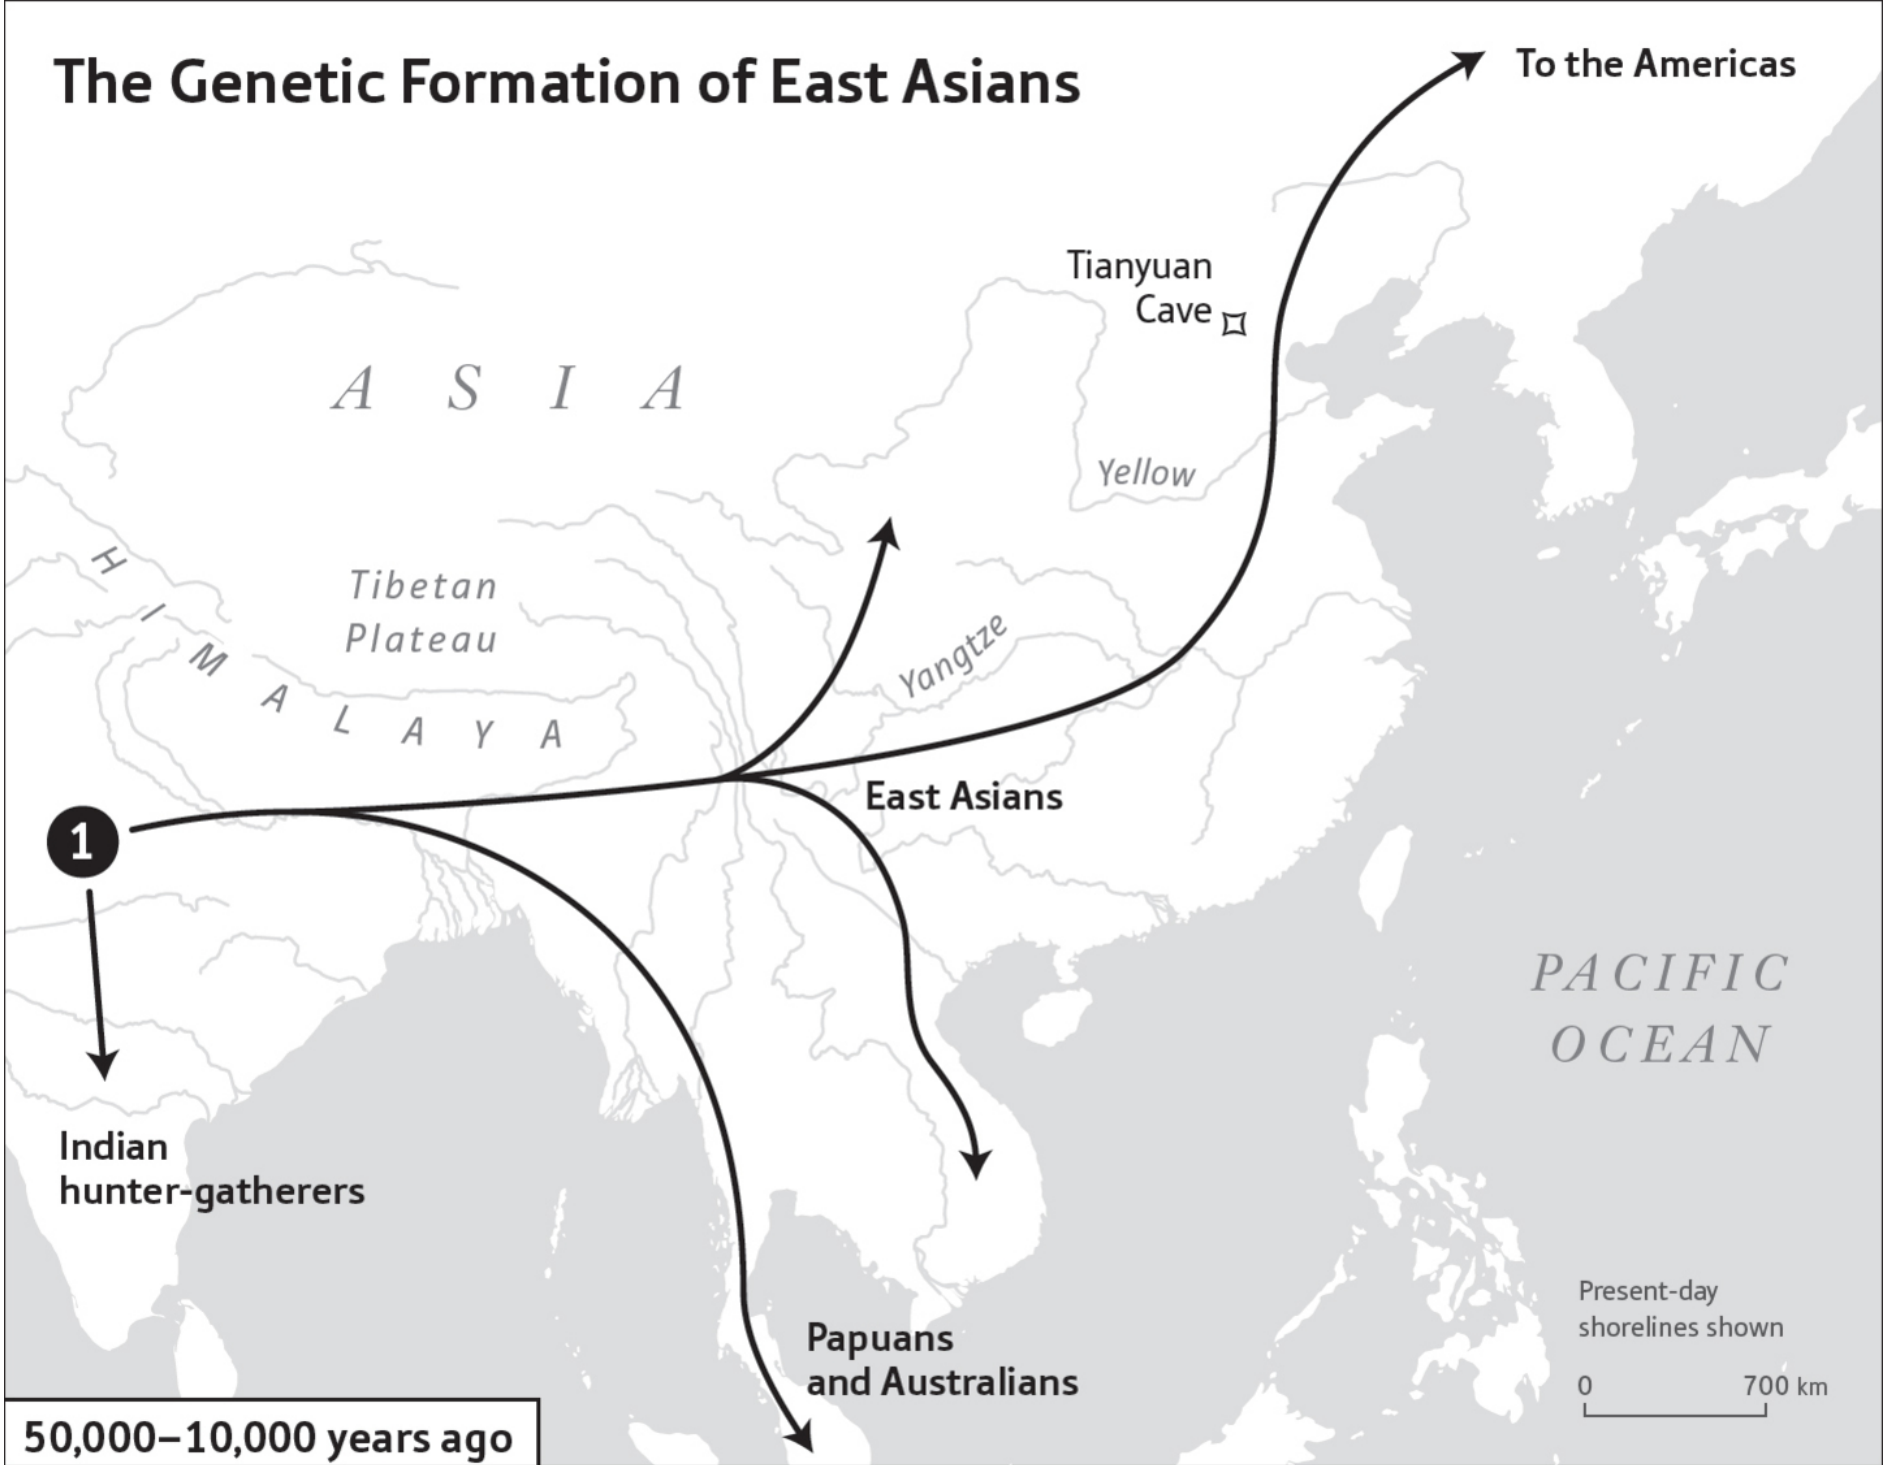 The Genetic Formation of East Asians
To the Americas
Tianyuan
Cave
ASIA
Yellow
Tibetan
Plateau
HIMALAYA
Yangtze
East Asians
1
PACIFIC
OCEAN
Indian
hunter-gatherers
Present-day
shorelines shown
Papuans
and Australians
0 700 km
50,000–10,000 years ago